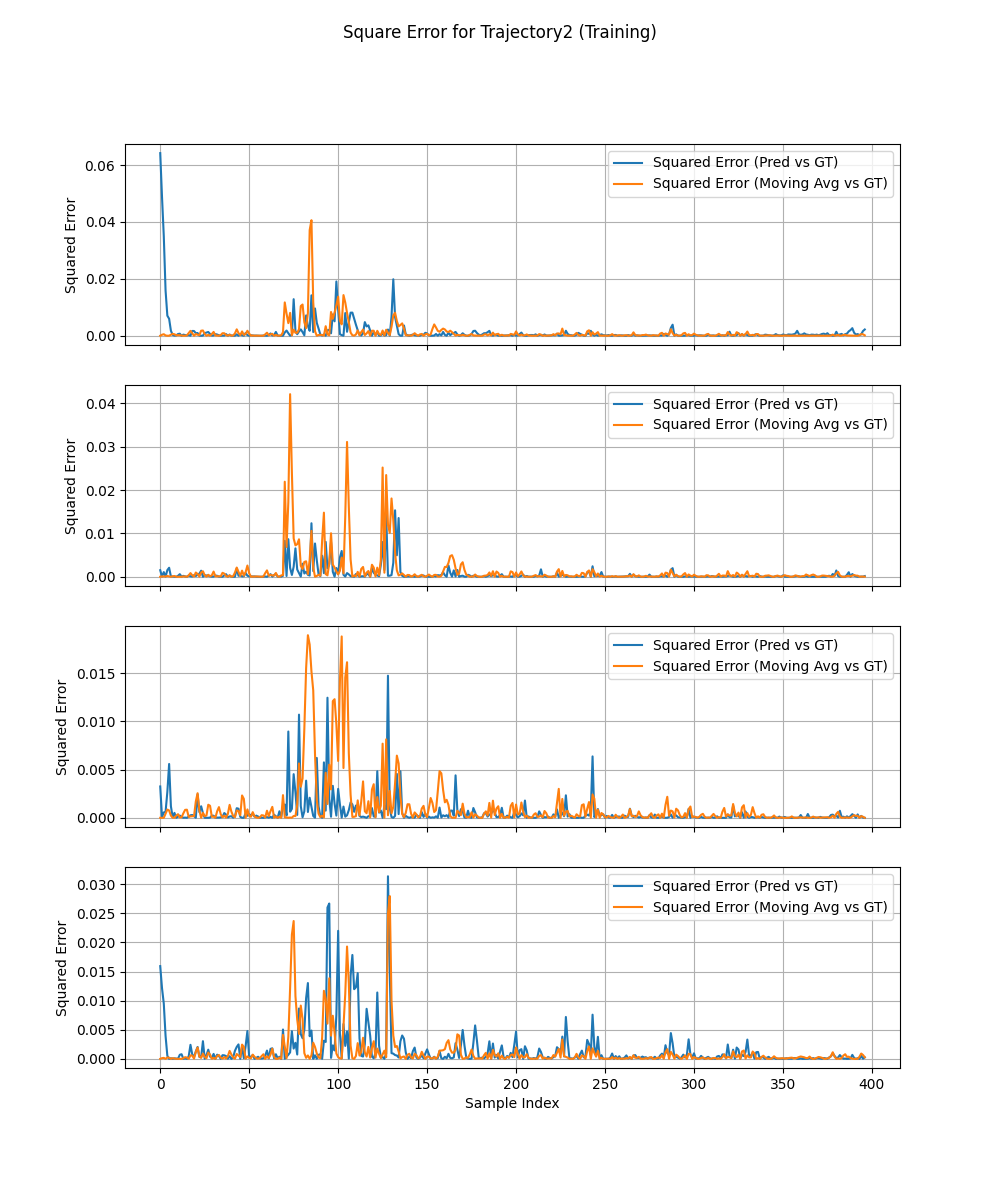 Square Error for Trajectory2 (Training)
0.06
0.04
0.02
0.00
Squared Error
Squared Error (Pred vs GT)
Squared Error (Moving Avg vs GT)
0.04
0.03
0.02
0.01
0.00
Squared Error
Squared Error (Pred vs GT)
Squared Error (Moving Avg vs GT)
0.015
0.010
0.005
0.000
Squared Error
Squared Error (Pred vs GT)
Squared Error (Moving Avg vs GT)
0.030
0.025
0.020
0.015
0.010
0.005
0.000
Squared Error
Squared Error (Pred vs GT)
Squared Error (Moving Avg vs GT)
0 50 100 150 200 250 300 350 400
Sample Index